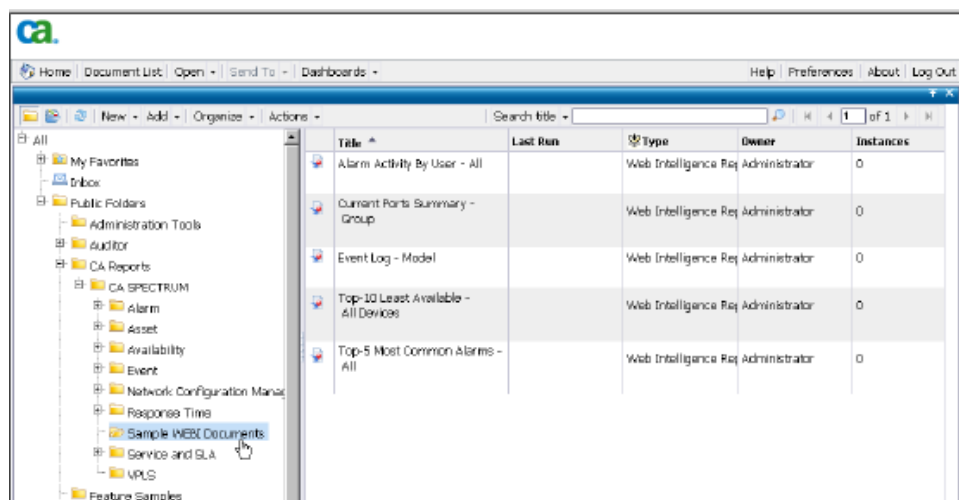 ca.
Home Document List Open Send To Dashboards Help Preferences About Log Out
New Add Organize Actions Search title 1 of 1
All
My Favorites
Inbox
Public Folders
Administration Tools
Auditor
CA Reports
CA SPECTRUM
Alarm
Asset
Availability
Event
Network Configuration Manag
Response Time
Sample WEBI Documents
Service and SLA
VPLS
Feature Samples
Title Last Run Type Owner Instances
Alarm Activity By User - All Web Intelligence Rep Administrator 0
Current Ports Summary -
Group Web Intelligence Rep Administrator 0
Event Log - Model Web Intelligence Rep Administrator 0
Top-10 Least Available -
All Devices Web Intelligence Rep Administrator 0
Top-5 Most Common Alarms -
All Web Intelligence Rep Administrator 0